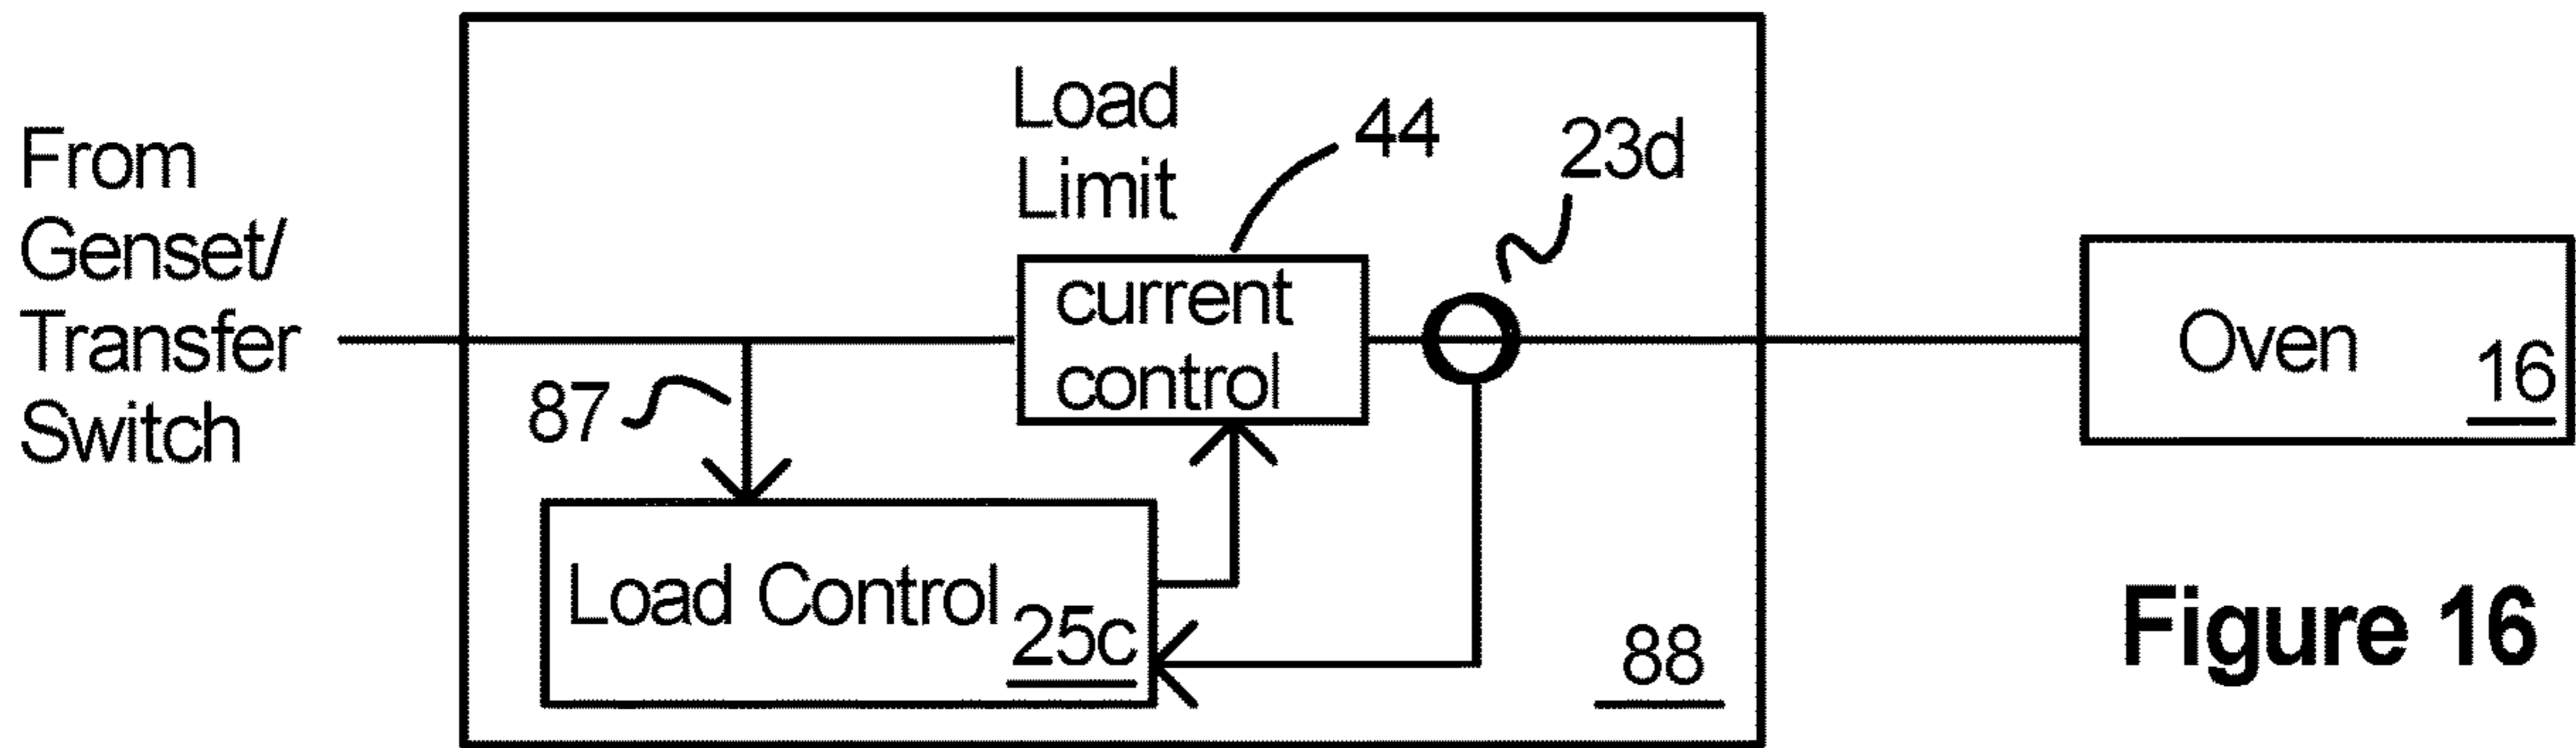 From
Genset/
Transfer
Switch
Load
Limit
44
23d
current
control
87
Load Control
25c
88
Oven
16
Figure 16